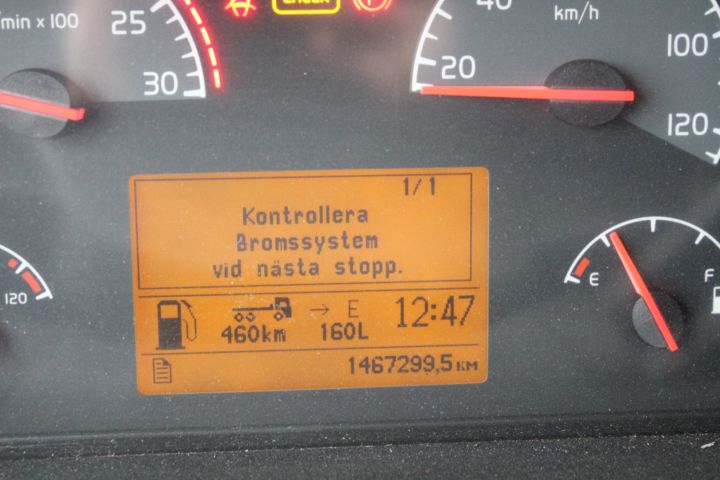 /min x 100
25
30
CHECK
40
km/h
20
100
120
1/1
Kontrollera
Bromssystem
vid nästa stopp.
120
E
F
→ E
12:47
460km
160L
1467299,5 KM